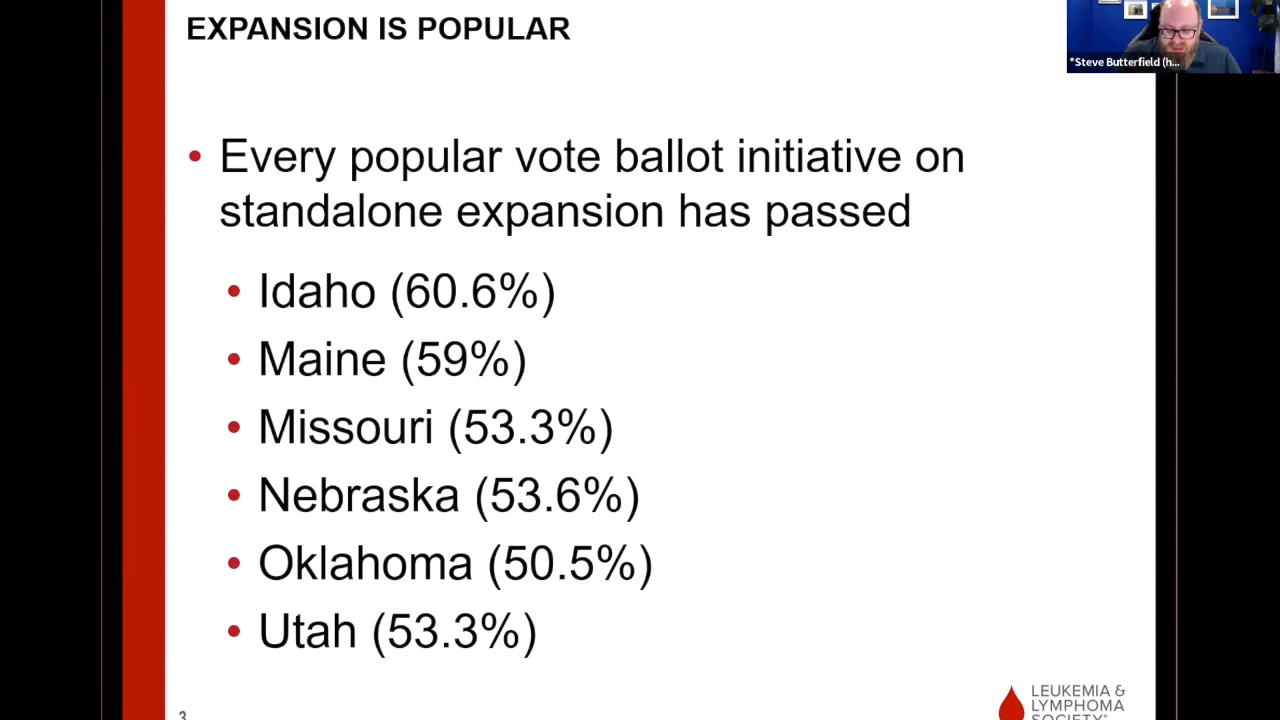 EXPANSION IS POPULAR
*Steve Butterfield (h...
• Every popular vote ballot initiative on
standalone expansion has passed
• Idaho (60.6%)
• Maine (59%)
• Missouri (53.3%)
• Nebraska (53.6%)
• Oklahoma (50.5%)
• Utah (53.3%)
3
LEUKEMIA &
LYMPHOMA
SOCIETY®